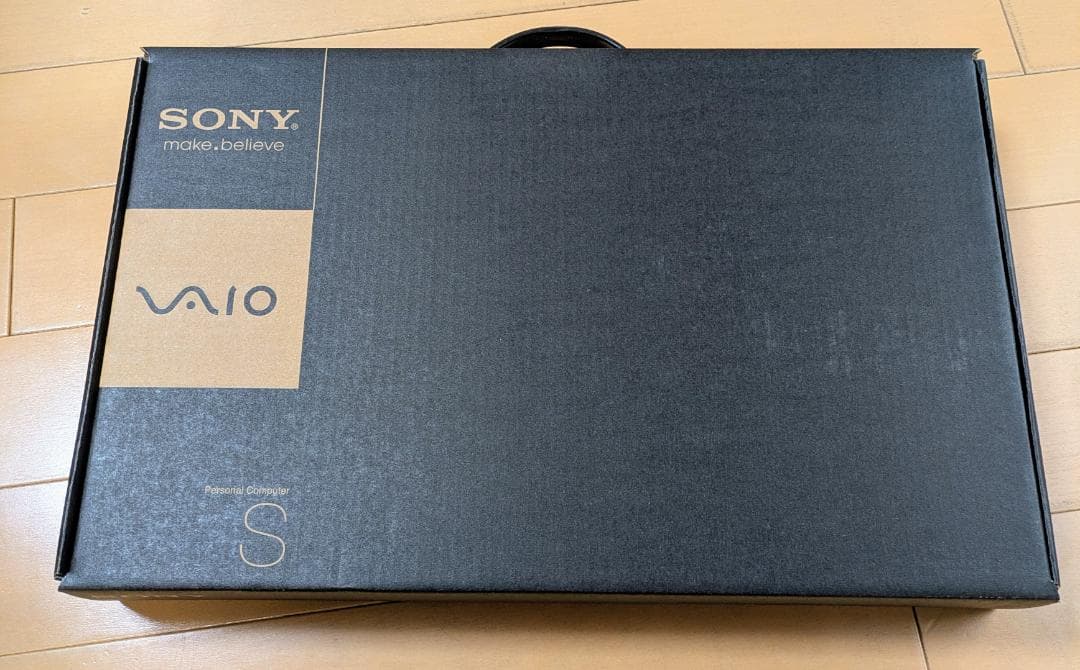 SONY®
make.believe
VAIO
Personal Computer
S